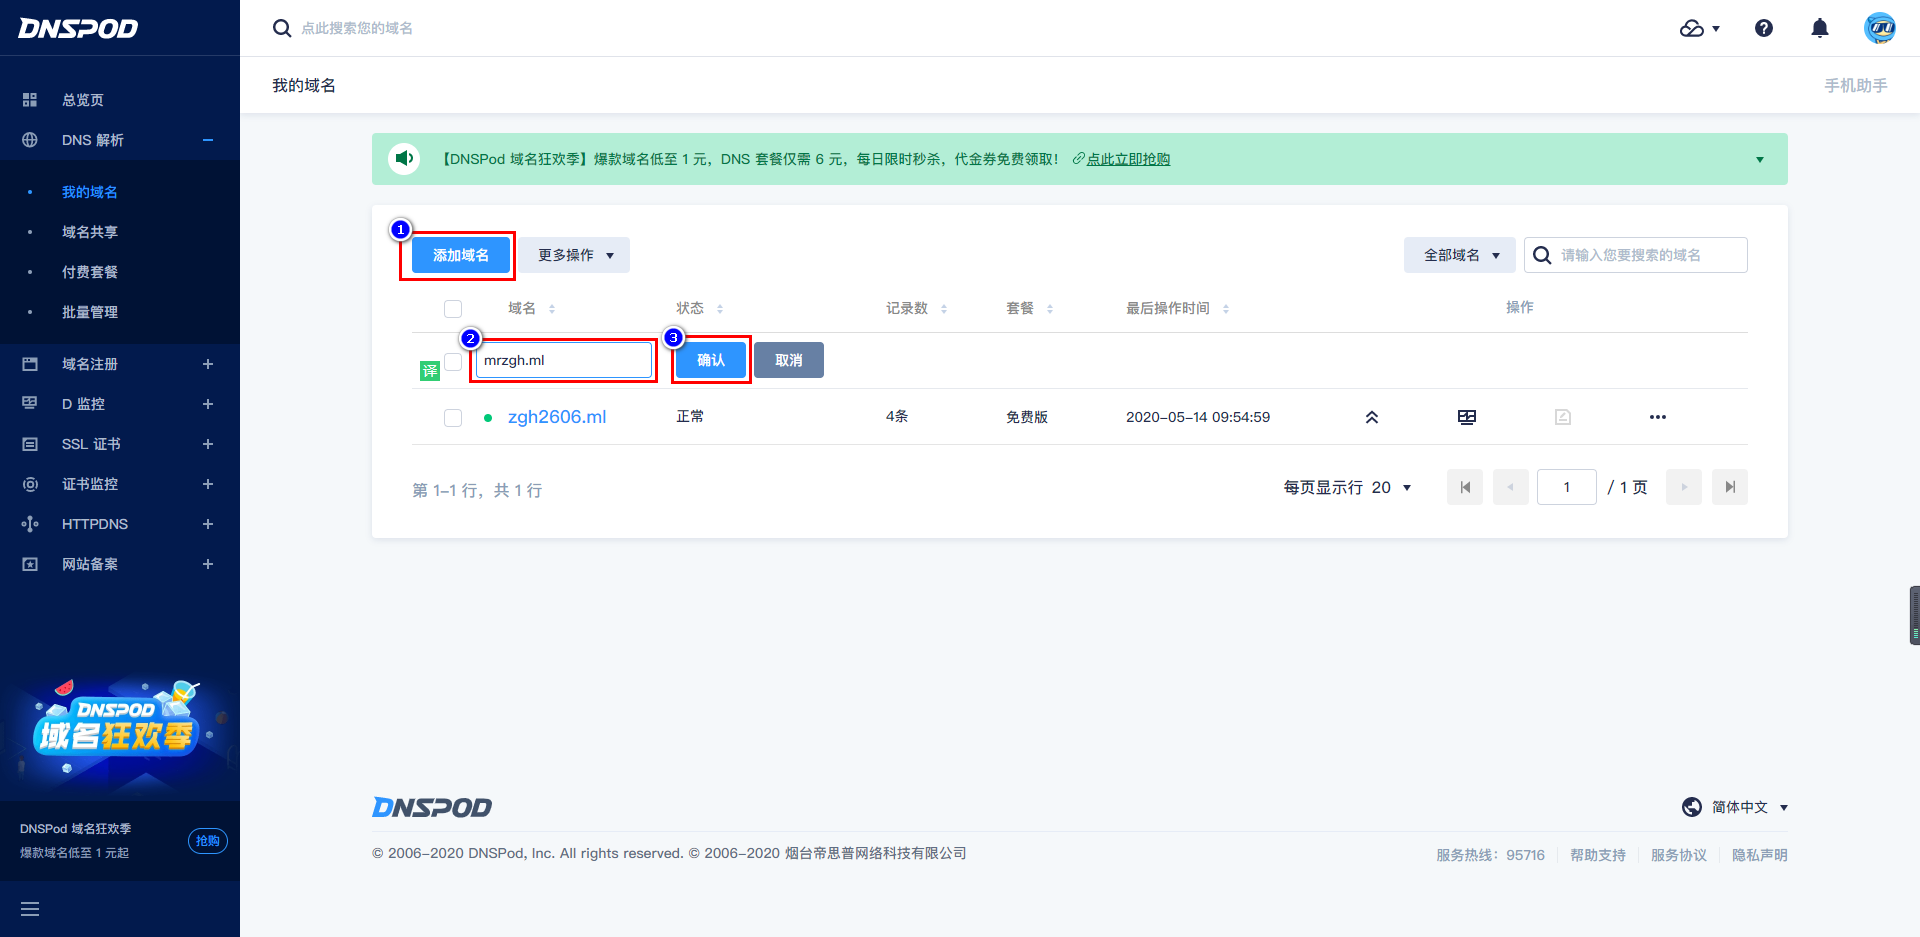 DNSPOD
点此搜索您的域名
总览页
DNS 解析
我的域名
域名共享
付费套餐
批量管理
域名注册
D 监控
SSL 证书
证书监控
HTTPDNS
网站备案
DNSPOD
域名狂欢季
DNSPod 域名狂欢季
爆款域名低至 1 元起
抢购
我的域名
手机助手
【DNSPod 域名狂欢季】爆款域名低至 1 元，DNS 套餐仅需 6 元，每日限时秒杀，代金券免费领取！ 点此立即抢购
1
添加域名 更多操作 全部域名 请输入您要搜索的域名
域名 状态 记录数 套餐 最后操作时间 操作
2 3
译 mrzgh.ml 确认 取消
zgh2606.ml 正常 4条 免费版 2020-05-14 09:54:59
第 1-1 行，共 1 行 每页显示行 20 1 / 1 页
DNSPOD 简体中文
© 2006-2020 DNSPod, Inc. All rights reserved. © 2006-2020 烟台帝思普网络科技有限公司
服务热线：95716 帮助支持 服务协议 隐私声明